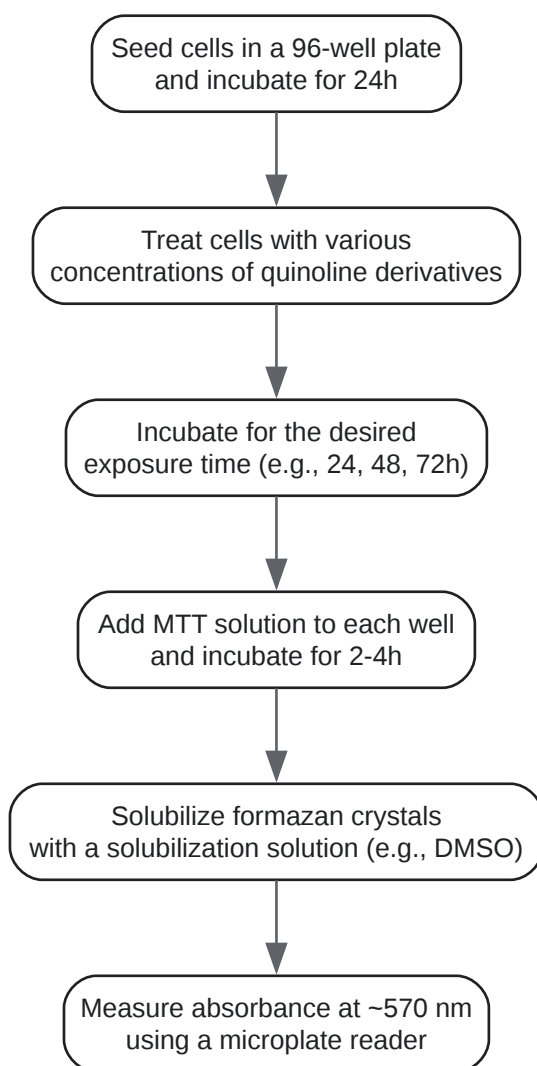 Seed cells in a 96-well plate
and incubate for 24h
Treat cells with various
concentrations of quinoline derivatives
Incubate for the desired
exposure time (e.g., 24, 48, 72h)
Add MTT solution to each well
and incubate for 2-4h
Solubilize formazan crystals
with a solubilization solution (e.g., DMSO)
Measure absorbance at ~570 nm
using a microplate reader